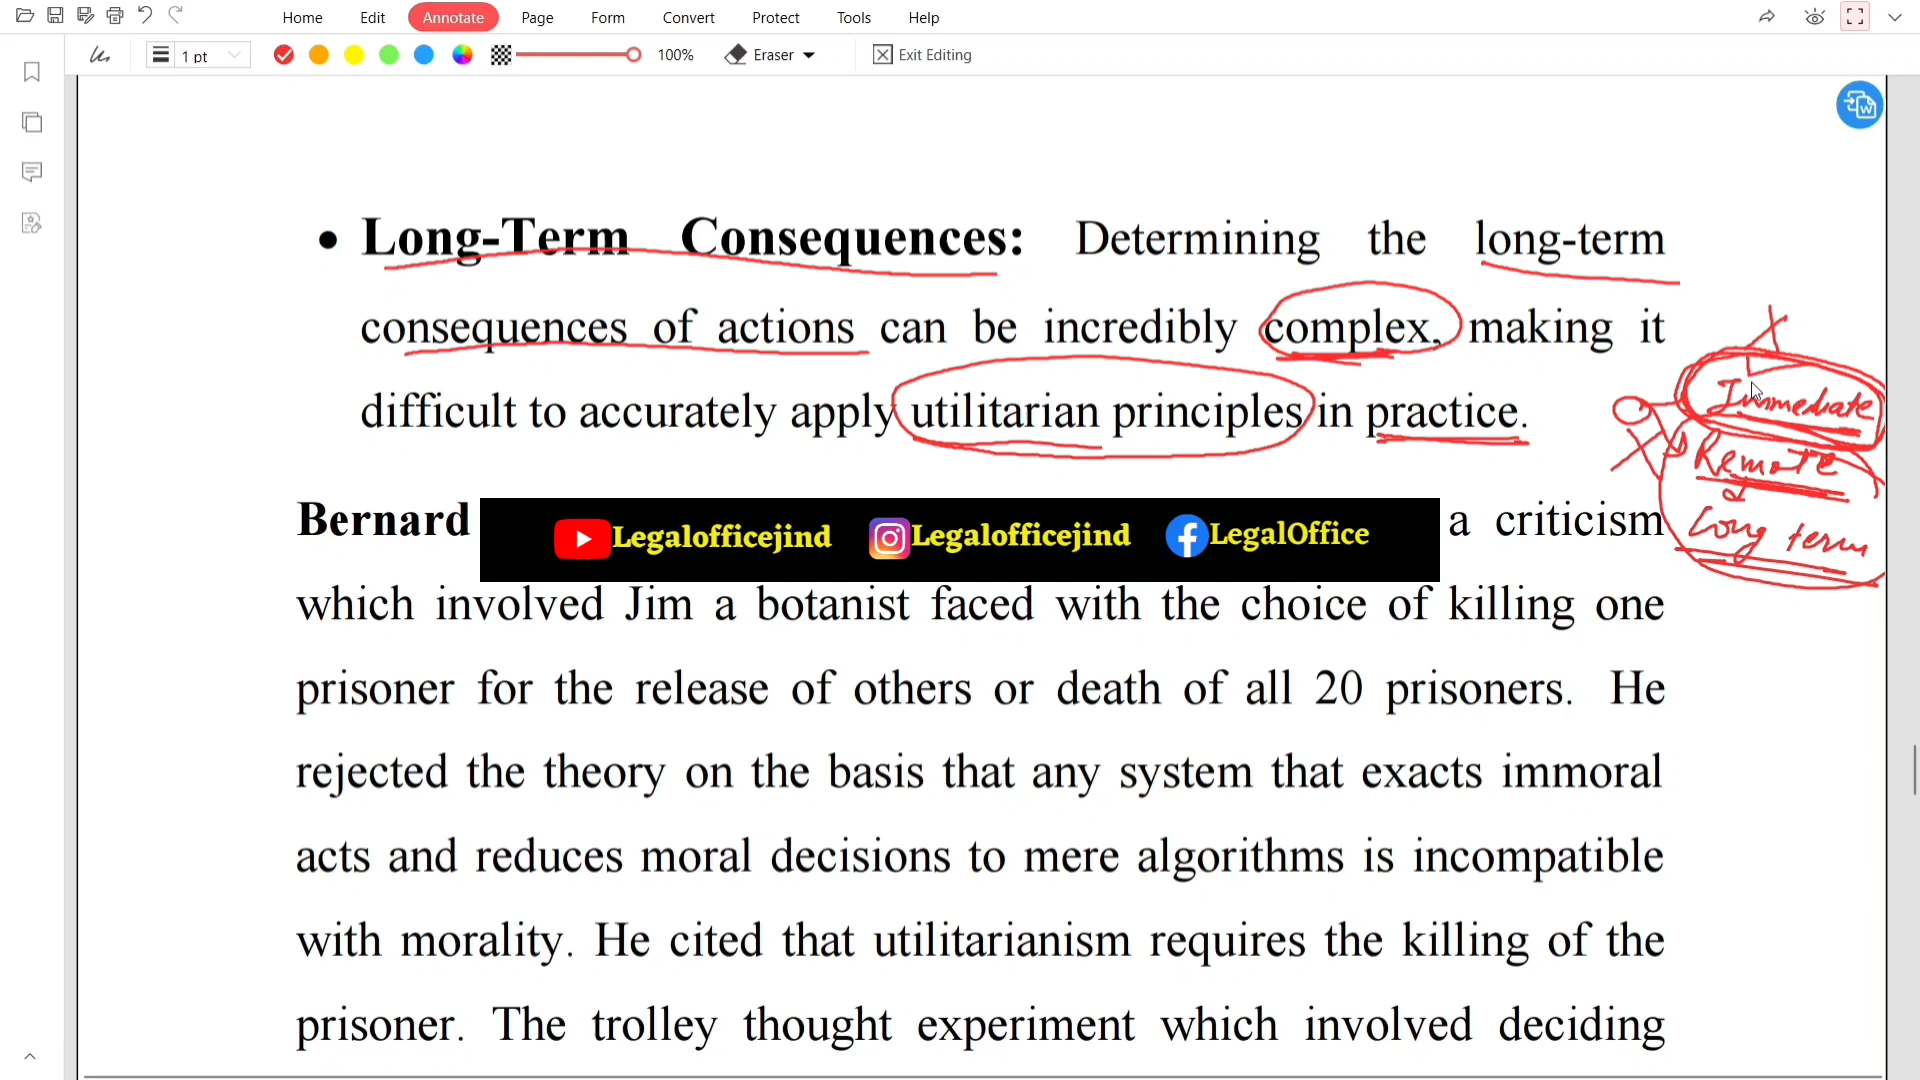 Home Edit Annotate Page Form Convert Protect Tools Help
1 pt 100% Eraser Exit Editing
• Long-Term Consequences: Determining the long-term
consequences of actions can be incredibly complex, making it
difficult to accurately apply utilitarian principles in practice.
Immediate
Remote
Long term
Bernard
a criticism
Legalofficejind Legalofficejind LegalOffice
which involved Jim a botanist faced with the choice of killing one
prisoner for the release of others or death of all 20 prisoners. He
rejected the theory on the basis that any system that exacts immoral
acts and reduces moral decisions to mere algorithms is incompatible
with morality. He cited that utilitarianism requires the killing of the
prisoner. The trolley thought experiment which involved deciding